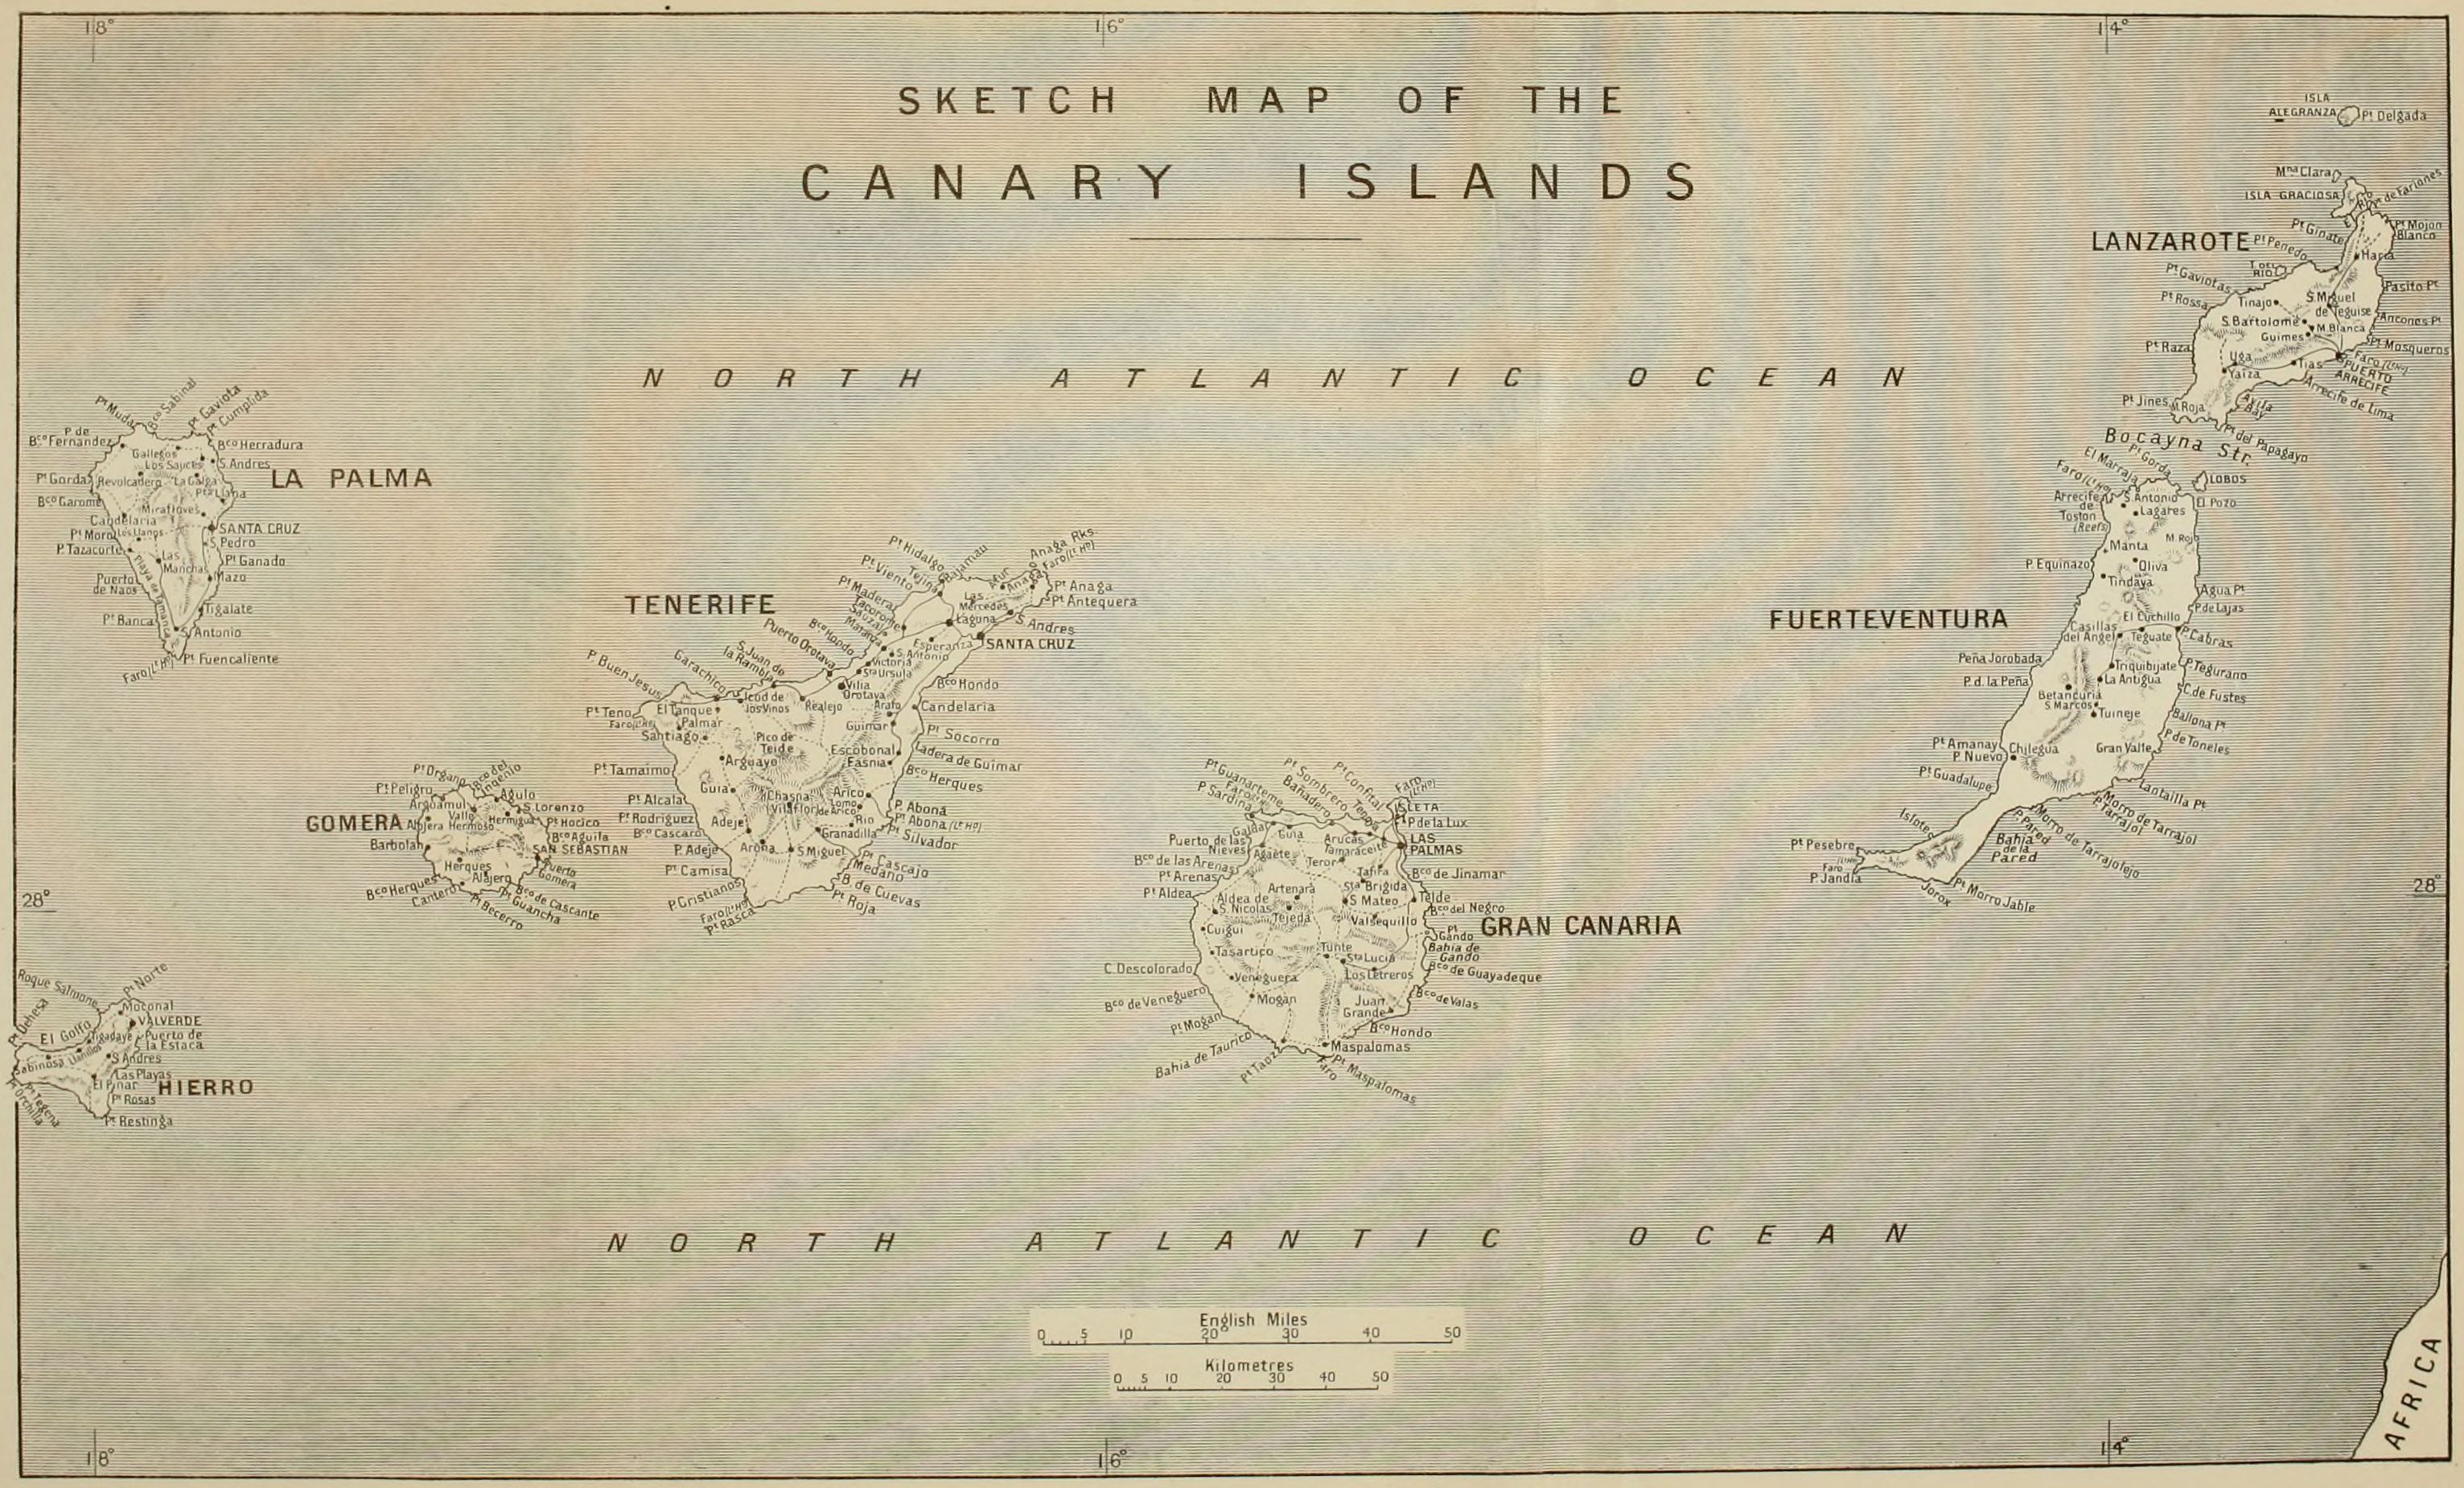 18°
16°
14°
SKETCH MAP OF THE
CANARY ISLANDS
NORTH ATLANTIC OCEAN
ISLA
ALEGRANZA
Pt Delgada
Mna Clara
ISLA GRACIOSA
Pt de Fariones
Pt Mojon
Blanco
LANZAROTE
Pt Ginate
Pt Penedo
Haria
Pt Gaviotas
Pt Rossa
Tinajo
S. Miguel
de Teguise
Pasito Pt
S. Bartolome
M. Blanca
Ancones Pt
Guimes
Pt Mosqueros
Pt Raza
Uga
Yaiza
Tias
Faro (Lt Ho)
PUERTO
ARRECIFE
Arrecife de Lima
Pt Jines
M. Roja
Avila
Bay
Pt del Papagayo
Bocayna Str.
LA PALMA
Pt Muda
Bco Sabinal
Pt Gaviota
Pt Cumplida
P. de
Bco Fernandez
Bco Herradura
Gallegos
Los Sauces
S. Andres
Pt Gorda
Revolcadero
La Galga
Pta Llana
Bco Garome
Miraflores
Candelaria
SANTA CRUZ
Pt Moro
Los Llanos
S. Pedro
P. Tazacorte
Las
Manchas
Pt Ganado
Puerto
de Naos
Mazo
Playa de Tamanca
Tigalate
Pt Banca
S. Antonio
Faro (Lt Ho)
Pt Fuencaliente
TENERIFE
Pt Hidalgo
Bajamar
Anaga Rks.
Faro (Lt Ho)
Pt Viento
Tejina
Pt Anaga
Pt Antequera
Pt Madera
Las
Mercedes
Tacoronte
Sauzal
Matanza
Laguna
S. Andres
SANTA CRUZ
Esperanza
S. Antonio
Bco Hondo
Puerto Orotava
Victoria
Sta Ursula
S. Juan de
la Rambla
Vilia
Orotava
Bco Hondo
P. Buen Jesus
Garachico
Icod de
los Vinos
Realejo
Arafo
Candelaria
Pt Teno
El Tanque
Palmar
Faro (Lt Ho)
Guimar
Pt Socorro
Santiago
Pico de
Teide
Escobonal
Ladera de Guimar
Arguayo
Fasnia
Pt Tamaimo
Bco Herques
Guia
Chasna
Arico
Lomo
de Arico
Pt Alcala
Vilaflor
P. Abona
Pt Abona (Lt Ho)
Pt Rodriguez
Adeje
Rio
Granadilla
Pt Silvador
Bco Cascaro
P. Adeje
Arona
S. Miguel
Pt Cascajo
Medano
Pt Camisa
B. de Cuevas
P. Cristianos
Pt Roja
Faro (Lt Ho)
Pt Rasca
GOMERA
Pt Organo
Bco del
Ingenio
Pt Peligro
Agulo
Argoamul
S. Lorenzo
Valle
Hermoso
Hermigua
Pt Hocico
Alojera
Bco Aguila
Barbolan
SAN SEBASTIAN
Herques
Puerto
Gomera
Alajero
Bco Herques
Cantero
Bco de Cascante
Pt Guancha
Pt Becerro
28°
28°
Roque Salmone
Pt Norte
Pt Dehesa
Moconal
VALVERDE
El Golfo
Tigadaye
Puerto de
la Estaca
Llanillos
Sabinosa
S. Andres
Las Playas
El Pinar
HIERRO
Pt Tegena
Pt Orchilla
Pt Rosas
Pt Restinga
GRAN CANARIA
Pt Guanarteme
Faro (Lt Ho)
P. Sardina
Pt Sombrero
Bañadero
Pt Confital
Faro
(Lt Ho)
ISLETA
P. de la Lux
Galdar
Guia
Arucas
Tamaraceite
LAS
PALMAS
Puerto de las
Nieves
Agaete
Teror
Bco de las Arenas
Tafira
Pt Arenas
Bco de Jinamar
Artenara
Sta Brigida
Pt Aldea
Aldea de
S. Nicolas
S Mateo
Telde
Bco del Negro
Tejeda
Valsequillo
Pt
Gando
Cuigui
Bahia de
Gando
Tasartico
Tunte
Sta Lucia
C. Descolorado
Los Letreros
Bco de Guayadeque
Veneguera
Bco de Veneguero
Mogan
Juan
Grande
Bco de Valas
Pt Mogan
Bco Hondo
Bahia de Taurico
Maspalomas
Pt Taoz
Faro
Pt Maspalomas
FUERTEVENTURA
Pt Gorda
El Marrajo
Faro (Lt Ho)
LOBOS
Arrecife
de
Toston
(Reefs)
S. Antonio
Lagares
El Pozo
M. Roja
Manta
P. Equinazo
Oliva
Tindaya
Agua Pt
P. de Lajas
El Cuchillo
Casillas
del Angel
Teguate
P. Cabras
Peña Jorobada
Triquibijate
P. Tegurano
P. d. la Peña
La Antigua
Betancuria
C. de Fustes
S. Marcos
Tuineje
Ballona Pt
P. de Toneles
Pt Amanay
Chilegua
Gran Valle
P. Nuevo
Pt Guadalupe
Lantailla Pt
Morro de Tarrajol
P. Tarrajol
Islote
P. Pared
Morro de Tarrajolejo
Bahia
de la
Pared
Pt Pesebre
Faro
P. Jandia
Pt Morro Jable
Jorox
NORTH ATLANTIC OCEAN
English Miles
0 5 10 20 30 40 50
Kilometres
0 5 10 20 30 40 50
AFRICA
18°
16°
14°